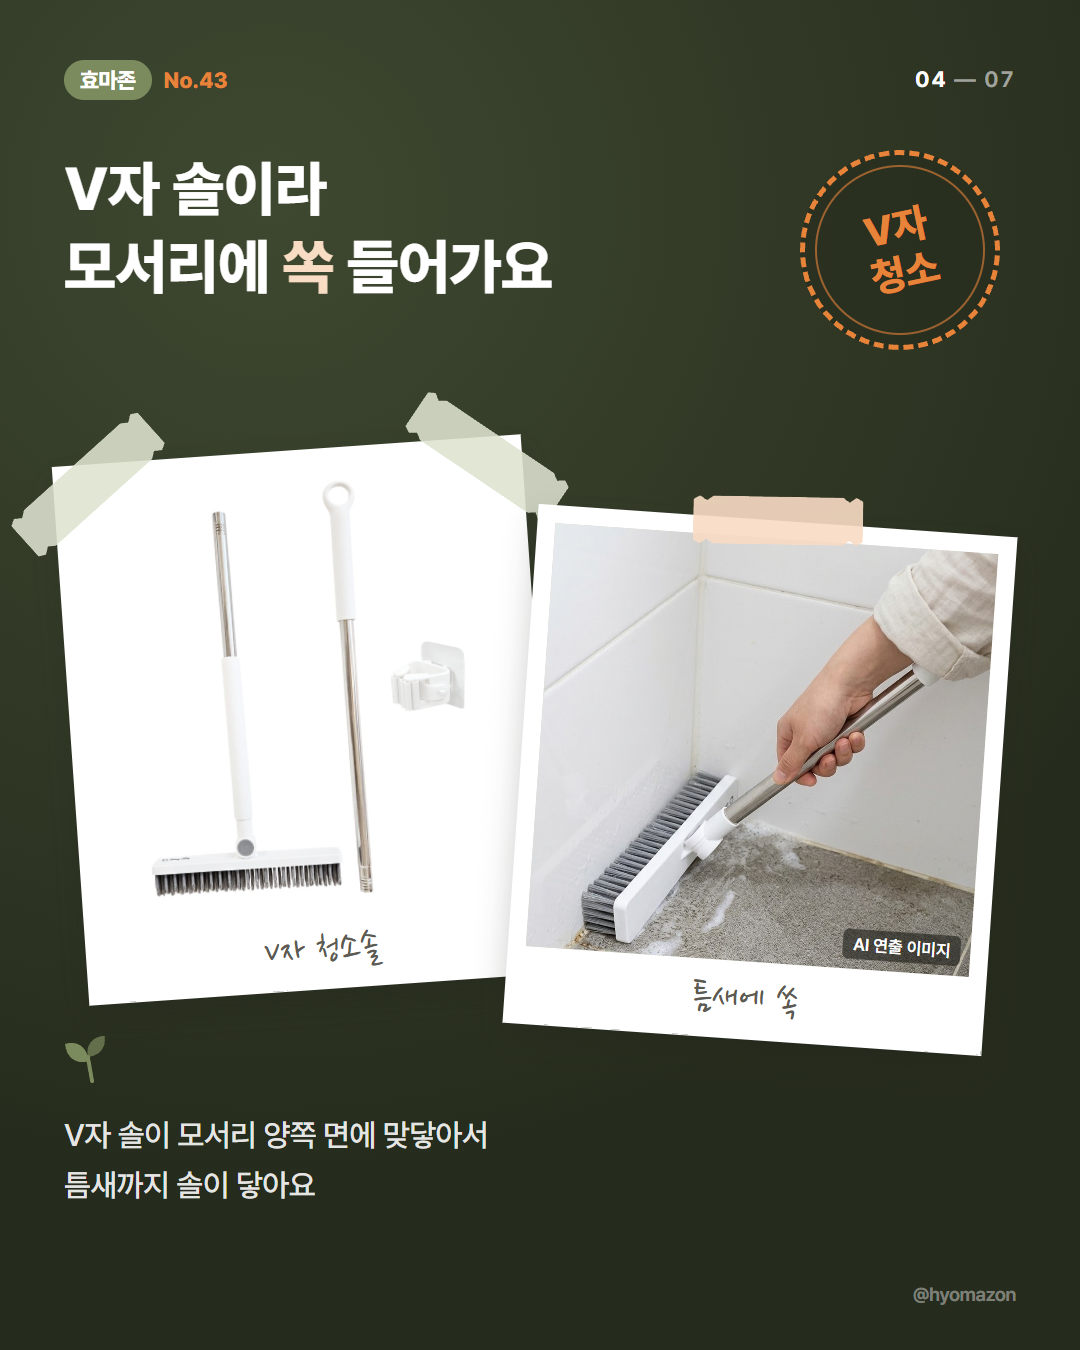 효마존 No.43
04 — 07
V자 솔이라
모서리에 쏙 들어가요
V자
청소
V자 청소솔
AI 연출 이미지
틈새에 쏙
V자 솔이 모서리 양쪽 면에 맞닿아서
틈새까지 솔이 닿아요
@hyomazon